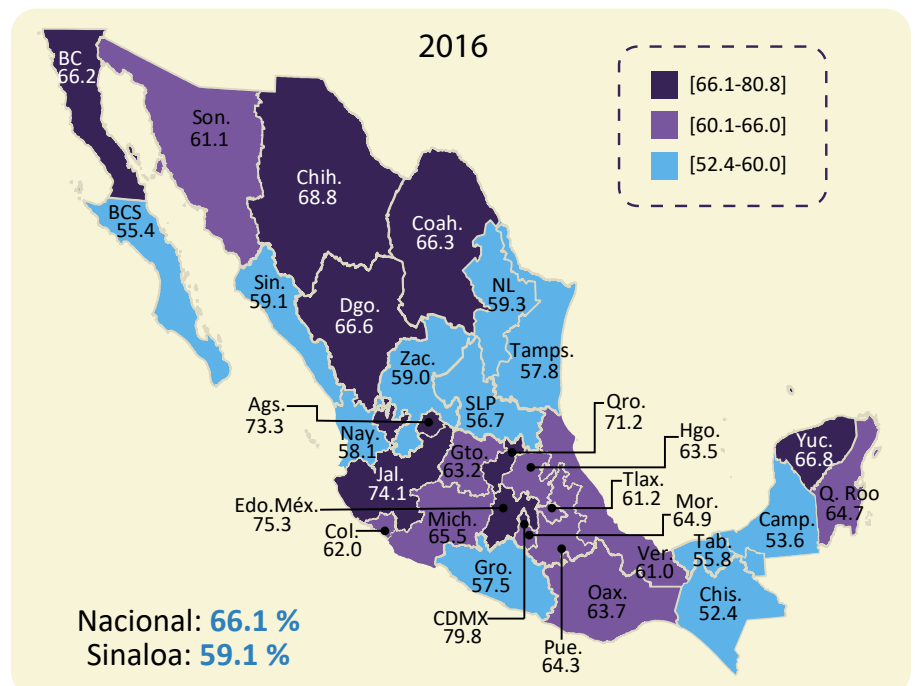 2016
[66.1-80.8]
[60.1-66.0]
[52.4-60.0]
BC
66.2
Son.
61.1
Chih.
68.8
BCS
55.4
Coah.
66.3
Sin.
59.1
NL
59.3
Dgo.
66.6
Tamps.
57.8
Zac.
59.0
SLP
56.7
Ags.
73.3
Qro.
71.2
Nay.
58.1
Hgo.
63.5
Gto.
63.2
Yuc.
66.8
Jal.
74.1
Tlax.
61.2
Q. Roo
64.7
Edo.Méx.
75.3
Mor.
64.9
Mich.
65.5
Camp.
53.6
Col.
62.0
Ver.
61.0
Tab.
55.8
Gro.
57.5
Oax.
63.7
Chis.
52.4
CDMX
79.8
Pue.
64.3
Nacional: 66.1 %
Sinaloa: 59.1 %